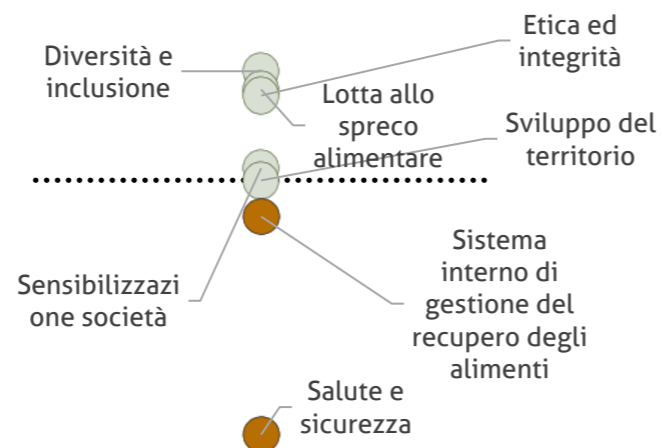 Etica ed
integrità
Diversità e
inclusione
Lotta allo
spreco
alimentare
Sviluppo del
territorio
Sistema
interno di
gestione del
recupero degli
alimenti
Sensibilizzazi
one società
Salute e
sicurezza